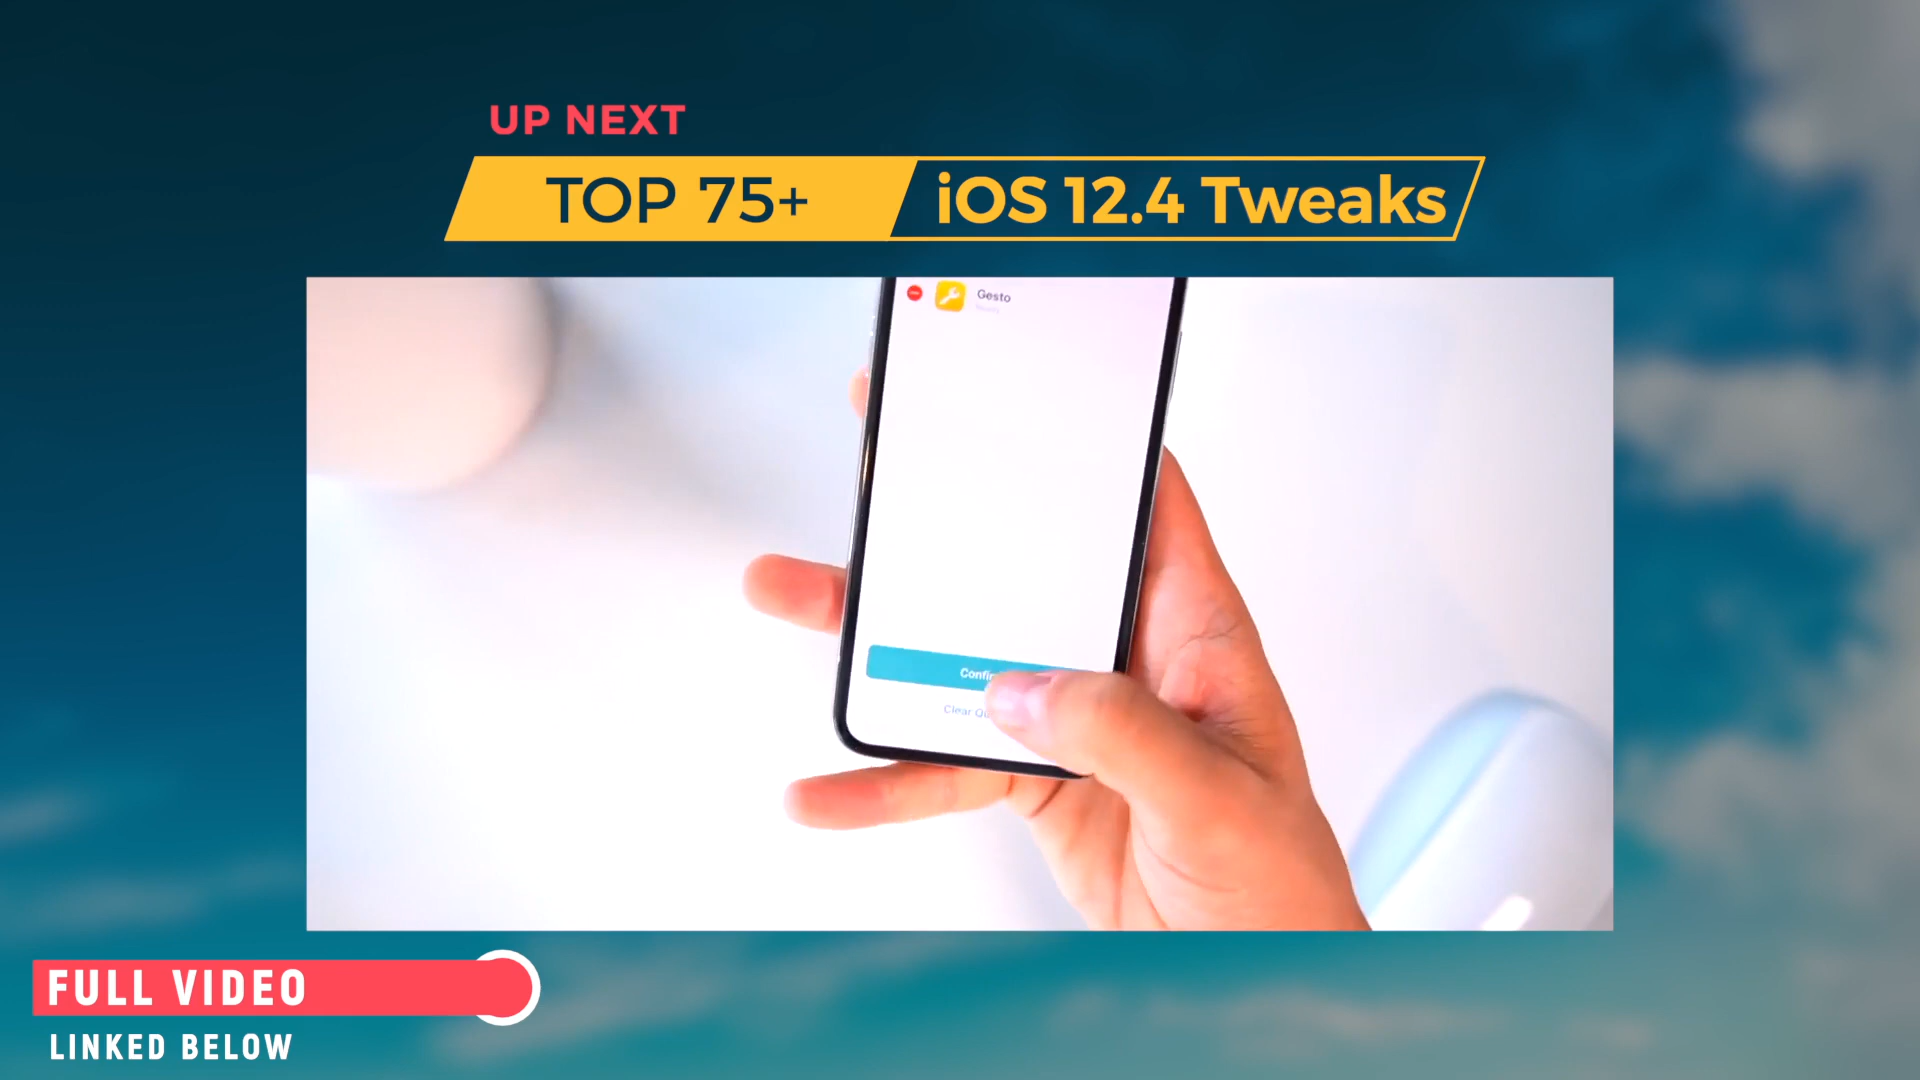 UP NEXT
TOP 75+ iOS 12.4 Tweaks
Gesto
FULL VIDEO
LINKED BELOW